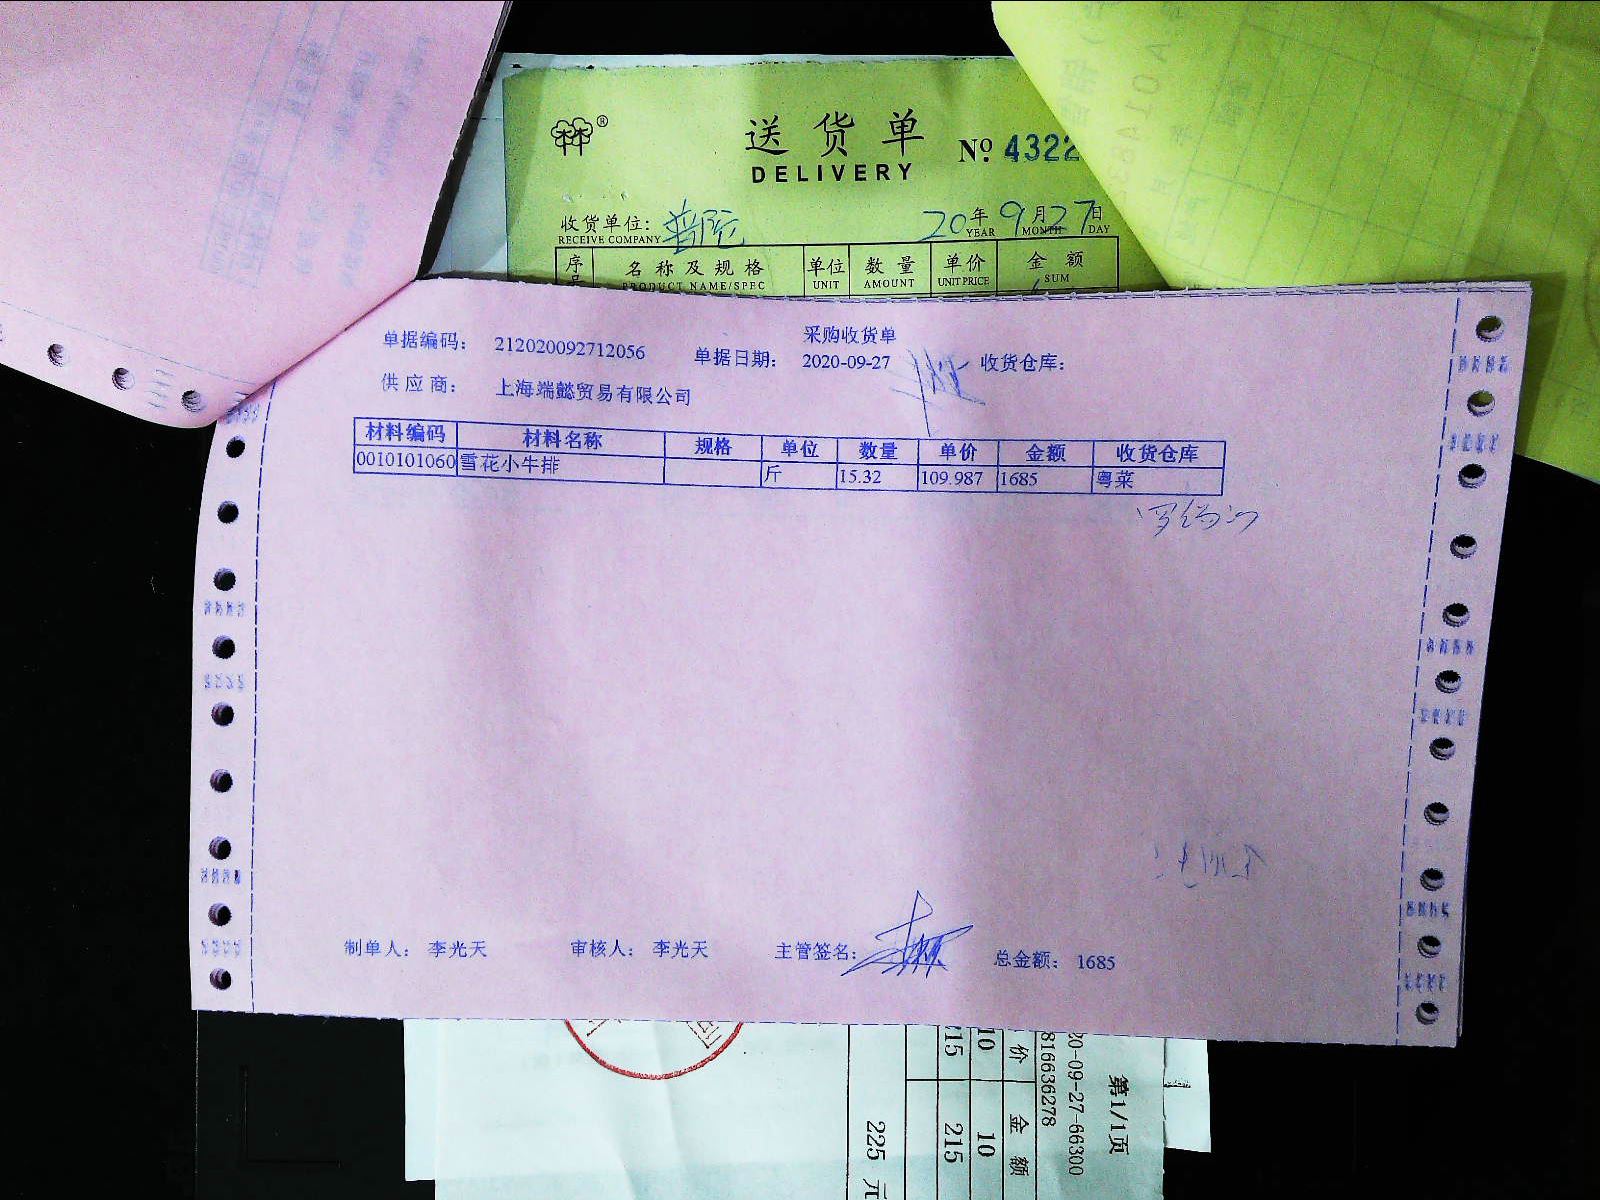 送货单
DELIVERY
№ 4322
收货单位：普陀
RECEIVE COMPANY
20年9月27日
YEAR MONTH DAY
序号 名称及规格 单位 数量 单价 金额
PRODUCT NAME/SPEC UNIT AMOUNT UNIT PRICE SUM
采购收货单
单据编码： 212020092712056 单据日期： 2020-09-27 收货仓库：
供应商： 上海端懿贸易有限公司
材料编码 材料名称 规格 单位 数量 单价 金额 收货仓库
0010101060 雪花小牛排 斤 15.32 109.987 1685 粤菜
制单人： 李光天 审核人： 李光天 主管签名： 总金额： 1685
第1/1页
20-09-27-66300
816636278
价 金额
10 10
215
225 元